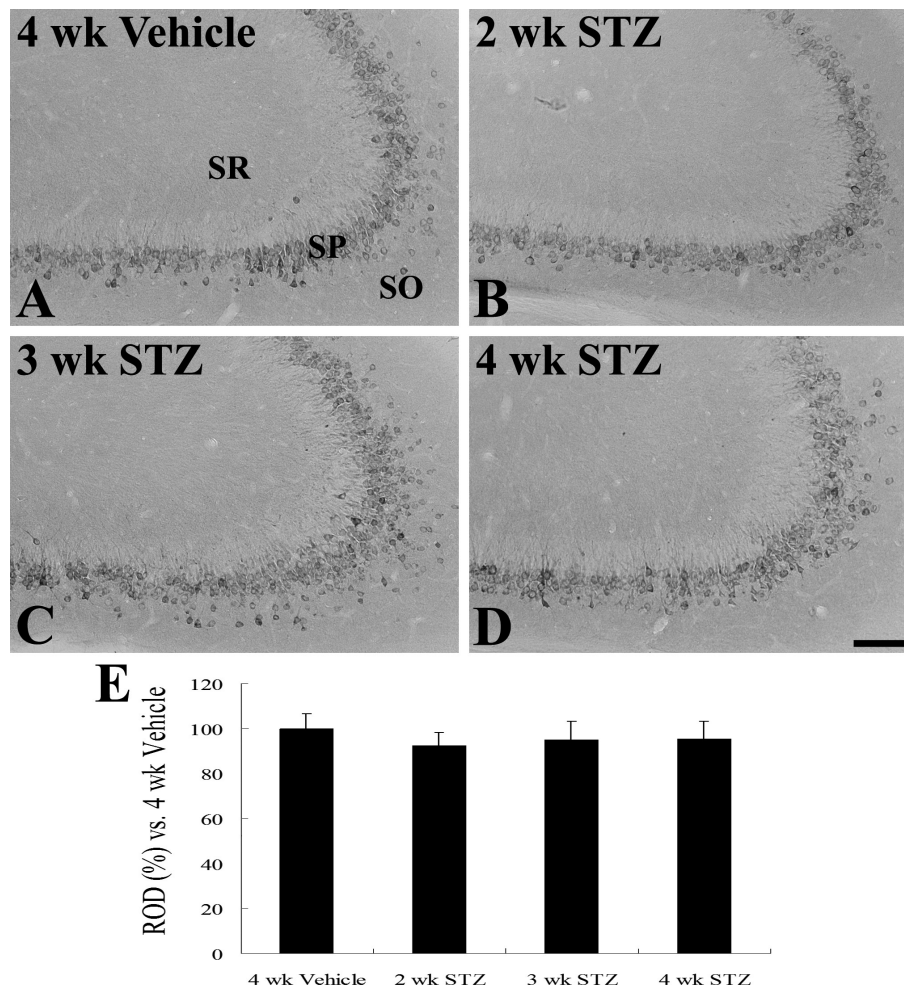 4 wk Vehicle
SR
SP
SO
A
2 wk STZ
B
3 wk STZ
C
4 wk STZ
D
E
ROD (%) vs. 4 wk Vehicle
120
100
80
60
40
20
0
4 wk Vehicle 2 wk STZ 3 wk STZ 4 wk STZ